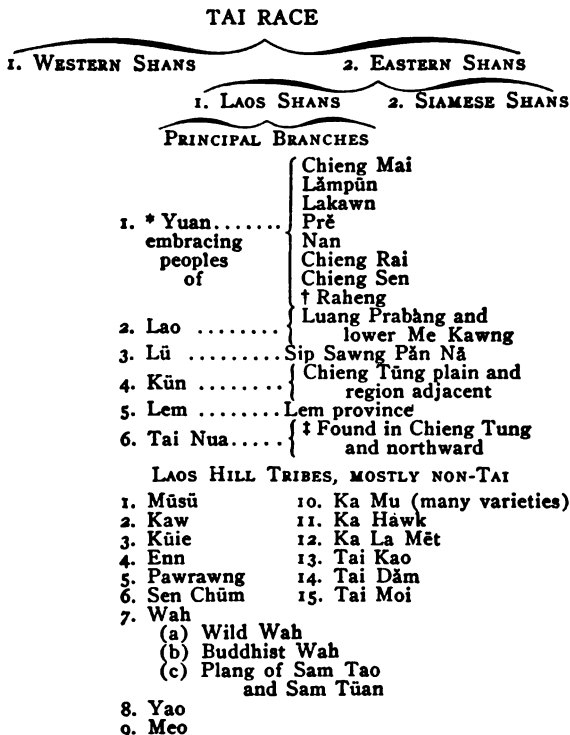 TAI RACE
1. WESTERN SHANS 2. EASTERN SHANS
1. LAOS SHANS 2. SIAMESE SHANS
PRINCIPAL BRANCHES
Chieng Mai
Lămpūn
Lakawn
1. * Yuan....... Prĕ
embracing Nan
peoples Chieng Rai
of Chieng Sen
† Raheng
2. Lao ........ Luang Prabàng and
lower Me Kawng
3. Lü .........Sip Sawng Păn Nă
4. Kün ........ Chieng Tūng plain and
region adjacent
5. Lem ........Lem province
6. Tai Nua..... ‡ Found in Chieng Tung
and northward
LAOS HILL TRIBES, MOSTLY NON-TAI
1. Mūsü 10. Ka Mu (many varieties)
2. Kaw 11. Ka Hàwk
3. Kūie 12. Ka La Mēt
4. Enn 13. Tai Kao
5. Pawrawng 14. Tai Dăm
6. Sen Chūm 15. Tai Moi
7. Wah
(a) Wild Wah
(b) Buddhist Wah
(c) Plang of Sam Tao
and Sam Tüan
8. Yao
9. Meo